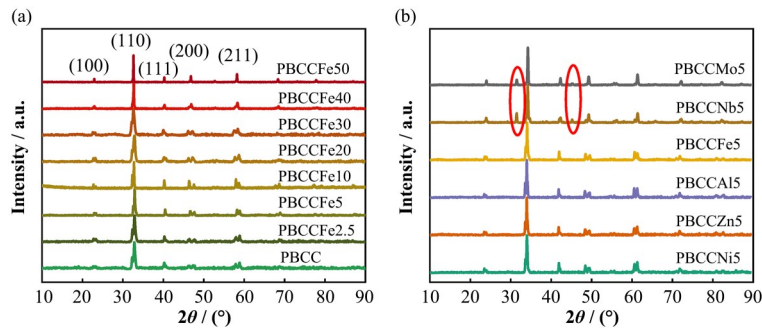 (a)
(110)
(100)
(111)
(200)
(211)
PBCCFe50
PBCCFe40
PBCCFe30
PBCCFe20
PBCCFe10
PBCCFe5
PBCCFe2.5
PBCC
Intensity / a.u.
10 20 30 40 50 60 70 80 90
2θ / (°)
(b)
PBCCMo5
PBCCNb5
PBCCFe5
PBCCAl5
PBCCZn5
PBCCNi5
Intensity / a.u.
10 20 30 40 50 60 70 80 90
2θ / (°)